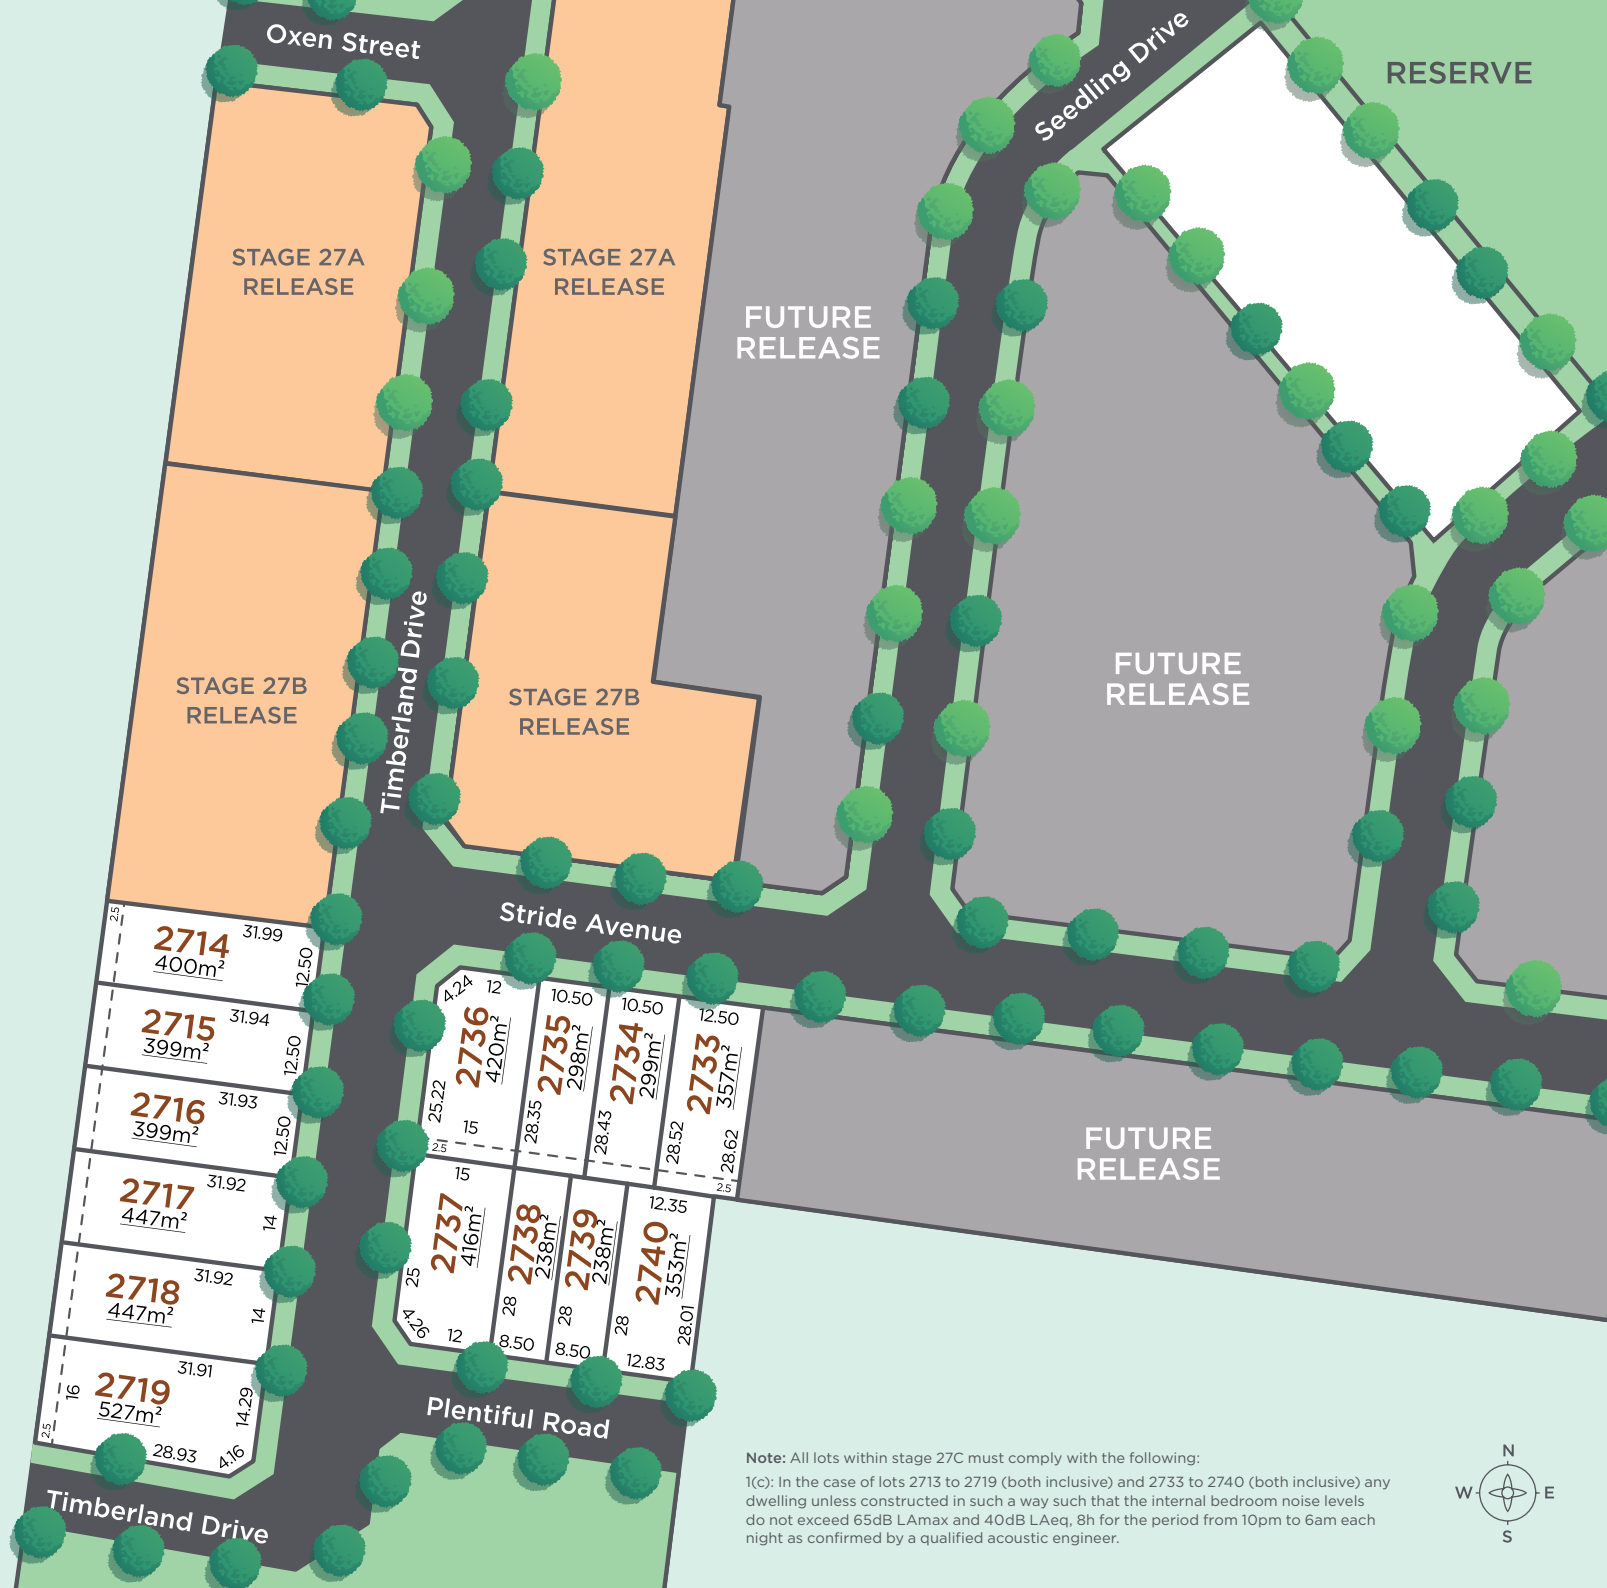 Oxen Street
Seedling Drive
RESERVE
STAGE 27A
RELEASE
STAGE 27A
RELEASE
FUTURE
RELEASE
Timberland Drive
STAGE 27B
RELEASE
STAGE 27B
RELEASE
FUTURE
RELEASE
Stride Avenue
2.5
2714
400m²
31.99
12.50
2715
399m²
31.94
12.50
2716
399m²
31.93
12.50
2717
447m²
31.92
14
2718
447m²
31.92
14
2719
527m²
31.91
16
14.29
2.5
28.93
4.16
4.24
12
2736
420m²
25.22
15
2.5
10.50
2735
298m²
28.35
10.50
2734
299m²
28.43
12.50
2733
357m²
28.52
28.62
2.5
15
2737
416m²
25
4.26
12
2738
238m²
28
8.50
2739
238m²
28
8.50
12.35
2740
353m²
28
28.01
12.83
FUTURE
RELEASE
Plentiful Road
Timberland Drive
Note: All lots within stage 27C must comply with the following:
1(c): In the case of lots 2713 to 2719 (both inclusive) and 2733 to 2740 (both inclusive) any
dwelling unless constructed in such a way such that the internal bedroom noise levels
do not exceed 65dB LAmax and 40dB LAeq, 8h for the period from 10pm to 6am each
night as confirmed by a qualified acoustic engineer.
N
W
E
S